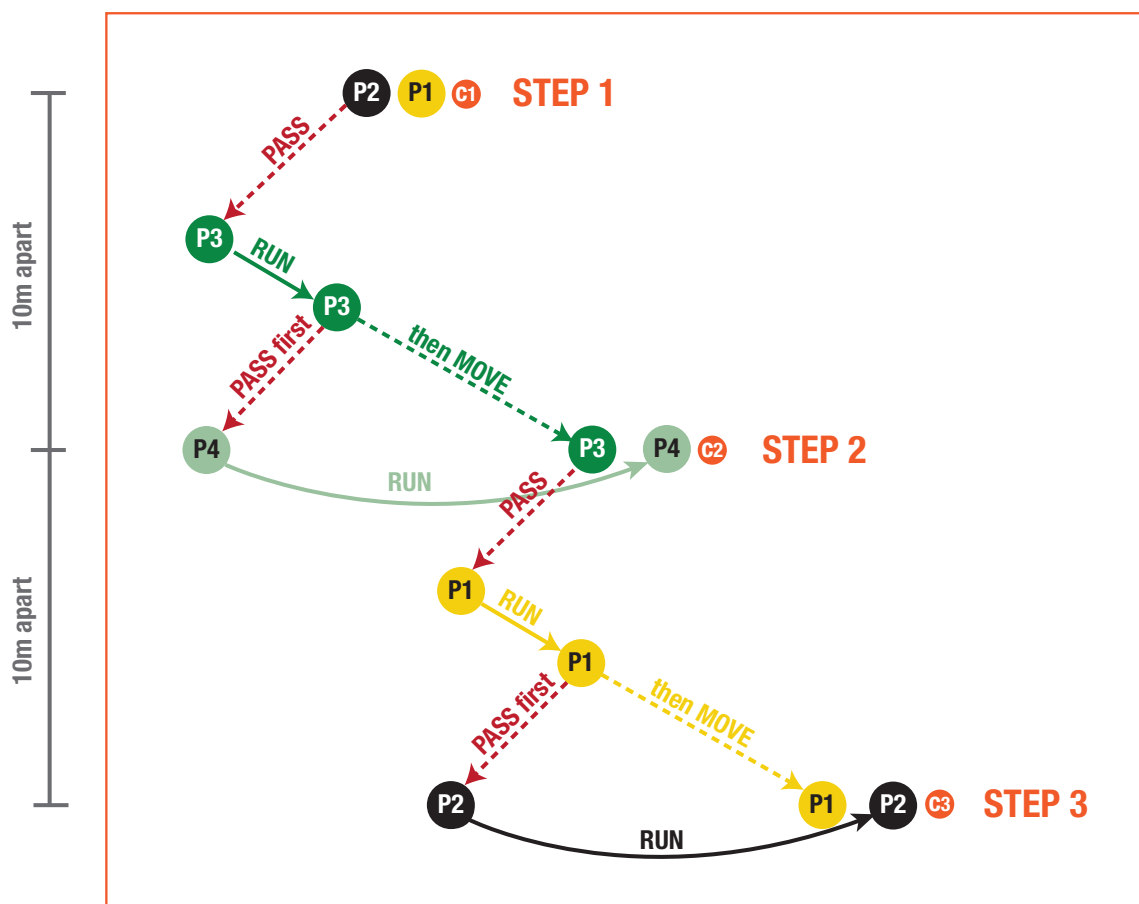 P2 P1 C1 STEP 1
PASS
P3
RUN
P3
10m apart
PASS first
then MOVE
P4
P3 P4 C2 STEP 2
RUN
PASS
P1
RUN
P1
10m apart
PASS first
then MOVE
P2
P1 P2 C3 STEP 3
RUN